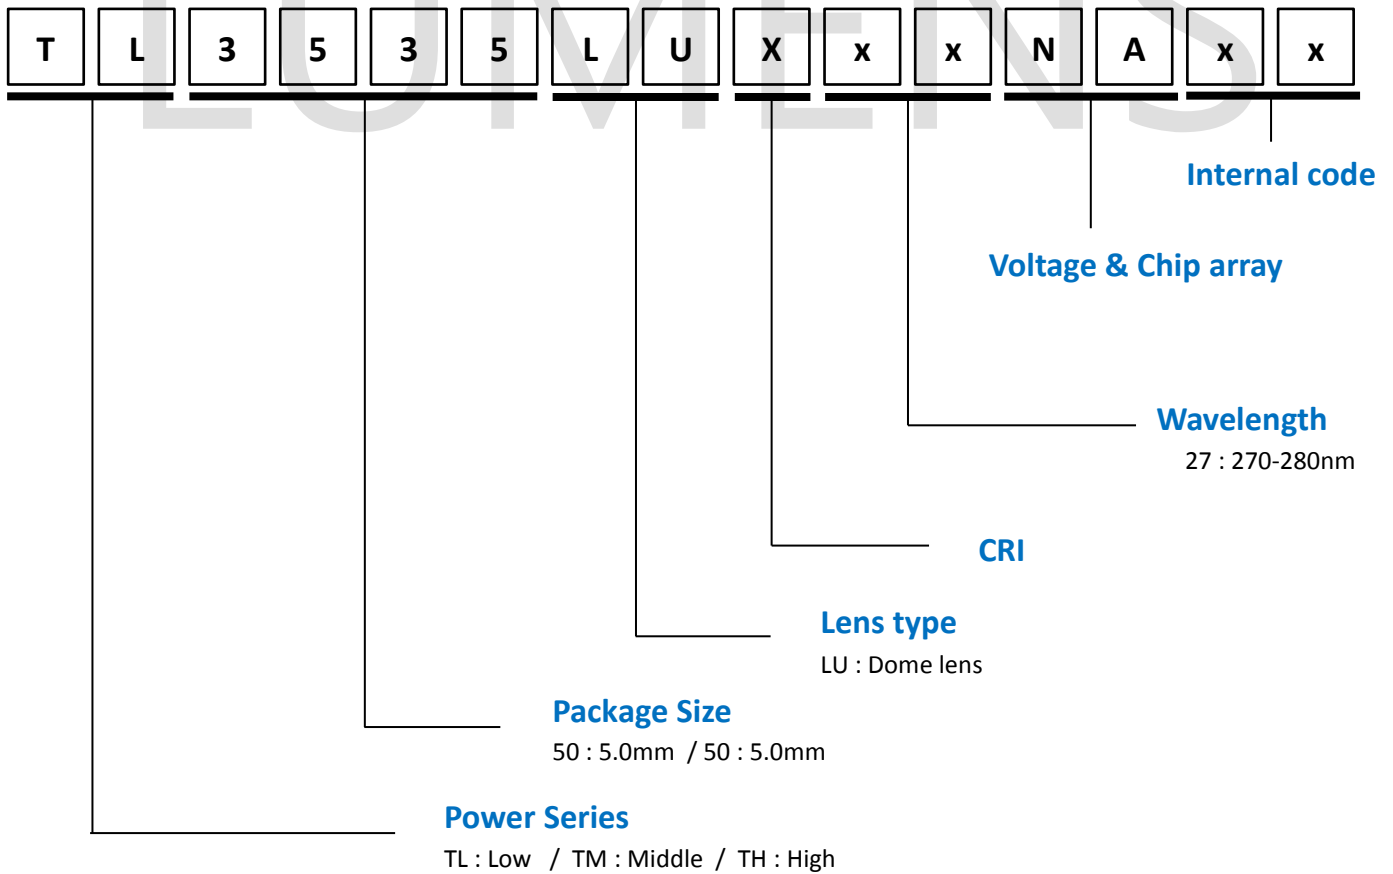 LUMENS
T L 3 5 3 5 L U X x x N A x x
Internal code
Voltage & Chip array
Wavelength
27 : 270-280nm
CRI
Lens type
LU : Dome lens
Package Size
50 : 5.0mm / 50 : 5.0mm
Power Series
TL : Low / TM : Middle / TH : High